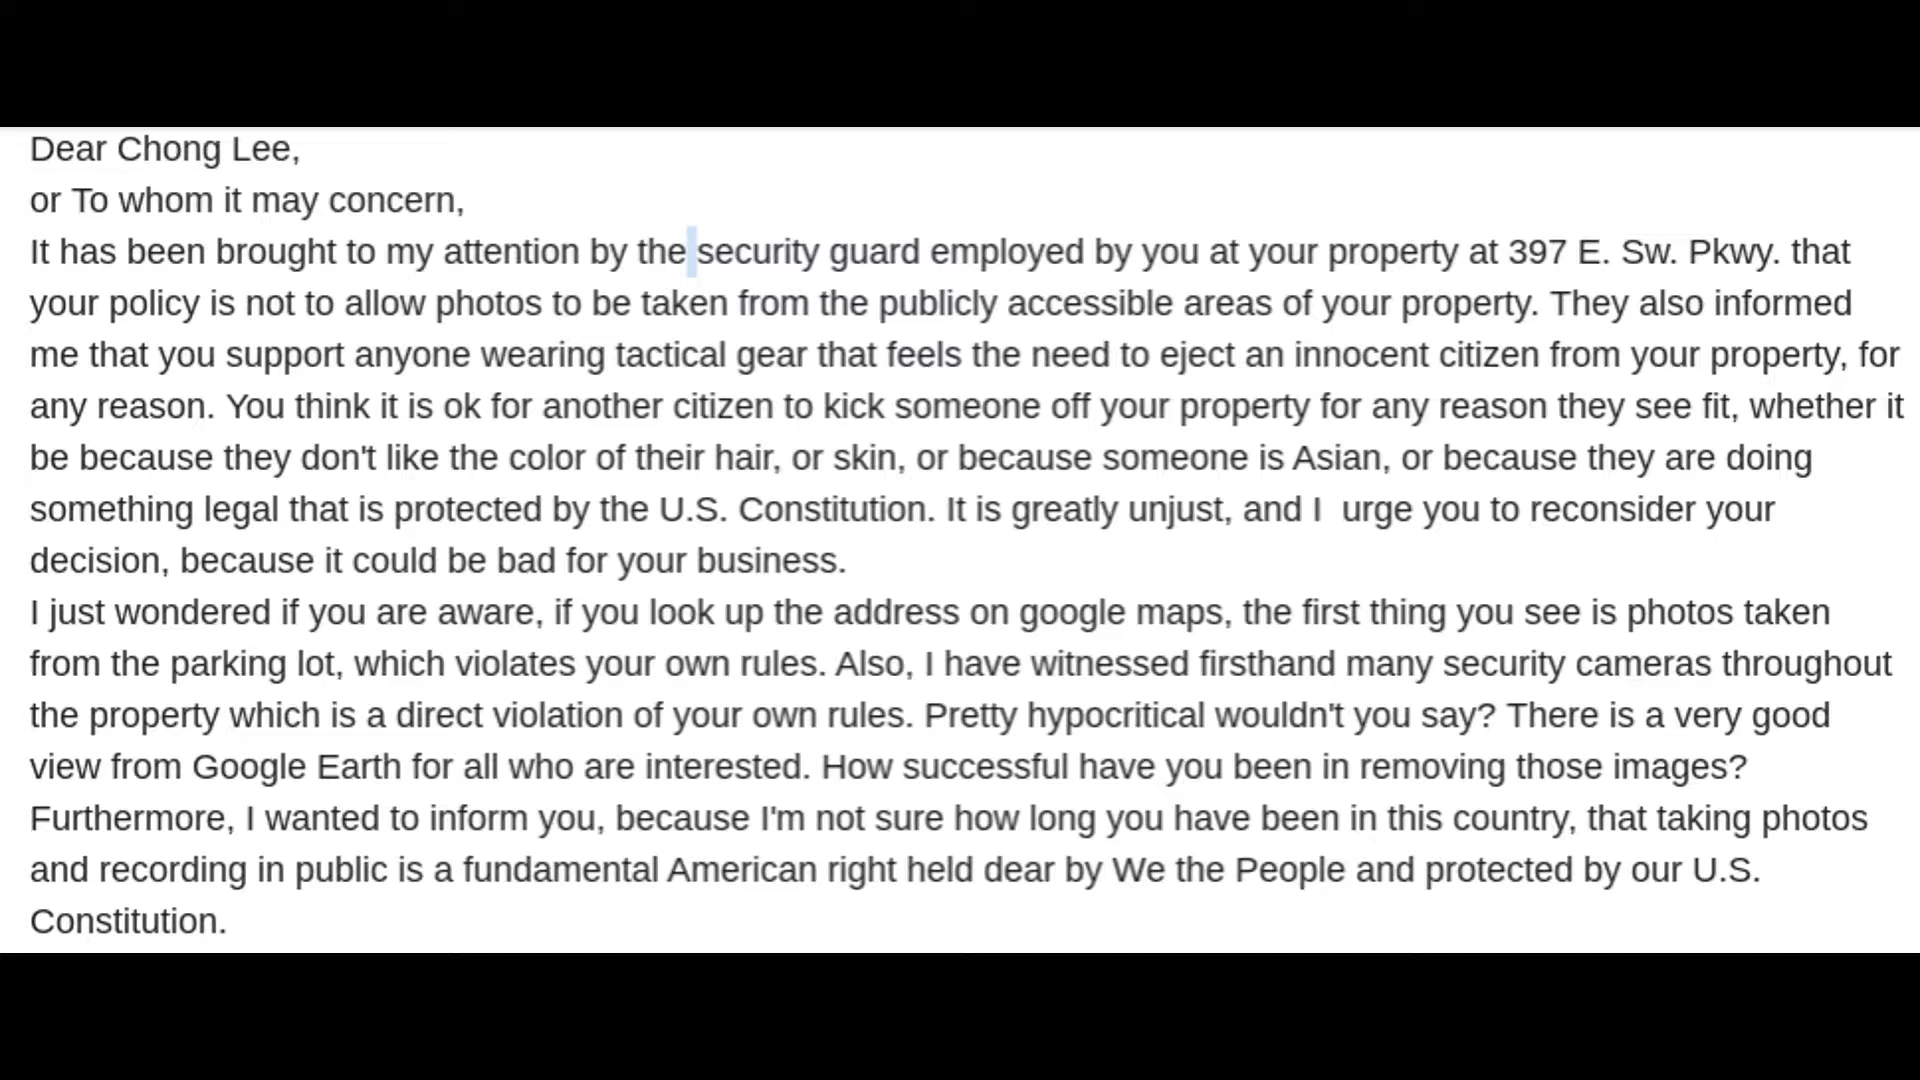 Dear Chong Lee,
or To whom it may concern,
It has been brought to my attention by the security guard employed by you at your property at 397 E. Sw. Pkwy. that
your policy is not to allow photos to be taken from the publicly accessible areas of your property. They also informed
me that you support anyone wearing tactical gear that feels the need to eject an innocent citizen from your property, for
any reason. You think it is ok for another citizen to kick someone off your property for any reason they see fit, whether it
be because they don't like the color of their hair, or skin, or because someone is Asian, or because they are doing
something legal that is protected by the U.S. Constitution. It is greatly unjust, and I  urge you to reconsider your
decision, because it could be bad for your business.
I just wondered if you are aware, if you look up the address on google maps, the first thing you see is photos taken
from the parking lot, which violates your own rules. Also, I have witnessed firsthand many security cameras throughout
the property which is a direct violation of your own rules. Pretty hypocritical wouldn't you say? There is a very good
view from Google Earth for all who are interested. How successful have you been in removing those images?
Furthermore, I wanted to inform you, because I'm not sure how long you have been in this country, that taking photos
and recording in public is a fundamental American right held dear by We the People and protected by our U.S.
Constitution.